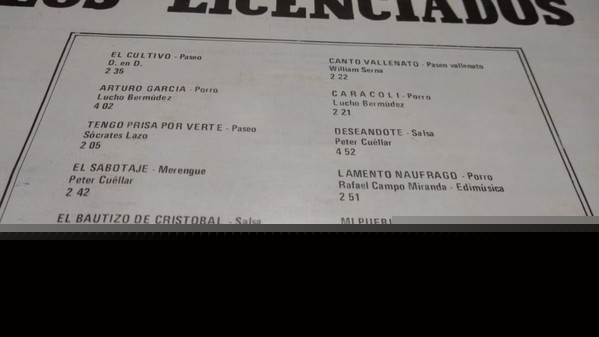 LOS LICENCIADOS
EL CULTIVO - Paseo
D. en D.
2 35
ARTURO GARCIA - Porro
Lucho Bermúdez
4 02
TENGO PRISA POR VERTE - Paseo
Sócrates Lazo
2 05
EL SABOTAJE - Merengue
Peter Cuéllar
2 42
EL BAUTIZO DE CRISTOBAL - Salsa
CANTO VALLENATO - Paseo vallenato
William Serna
2 22
CARACOLI - Porro
Lucho Bermúdez
2 21
DESEANDOTE - Salsa
Peter Cuéllar
4 52
LAMENTO NAUFRAGO - Porro
Rafael Campo Miranda - Edimúsica
2 51
MI